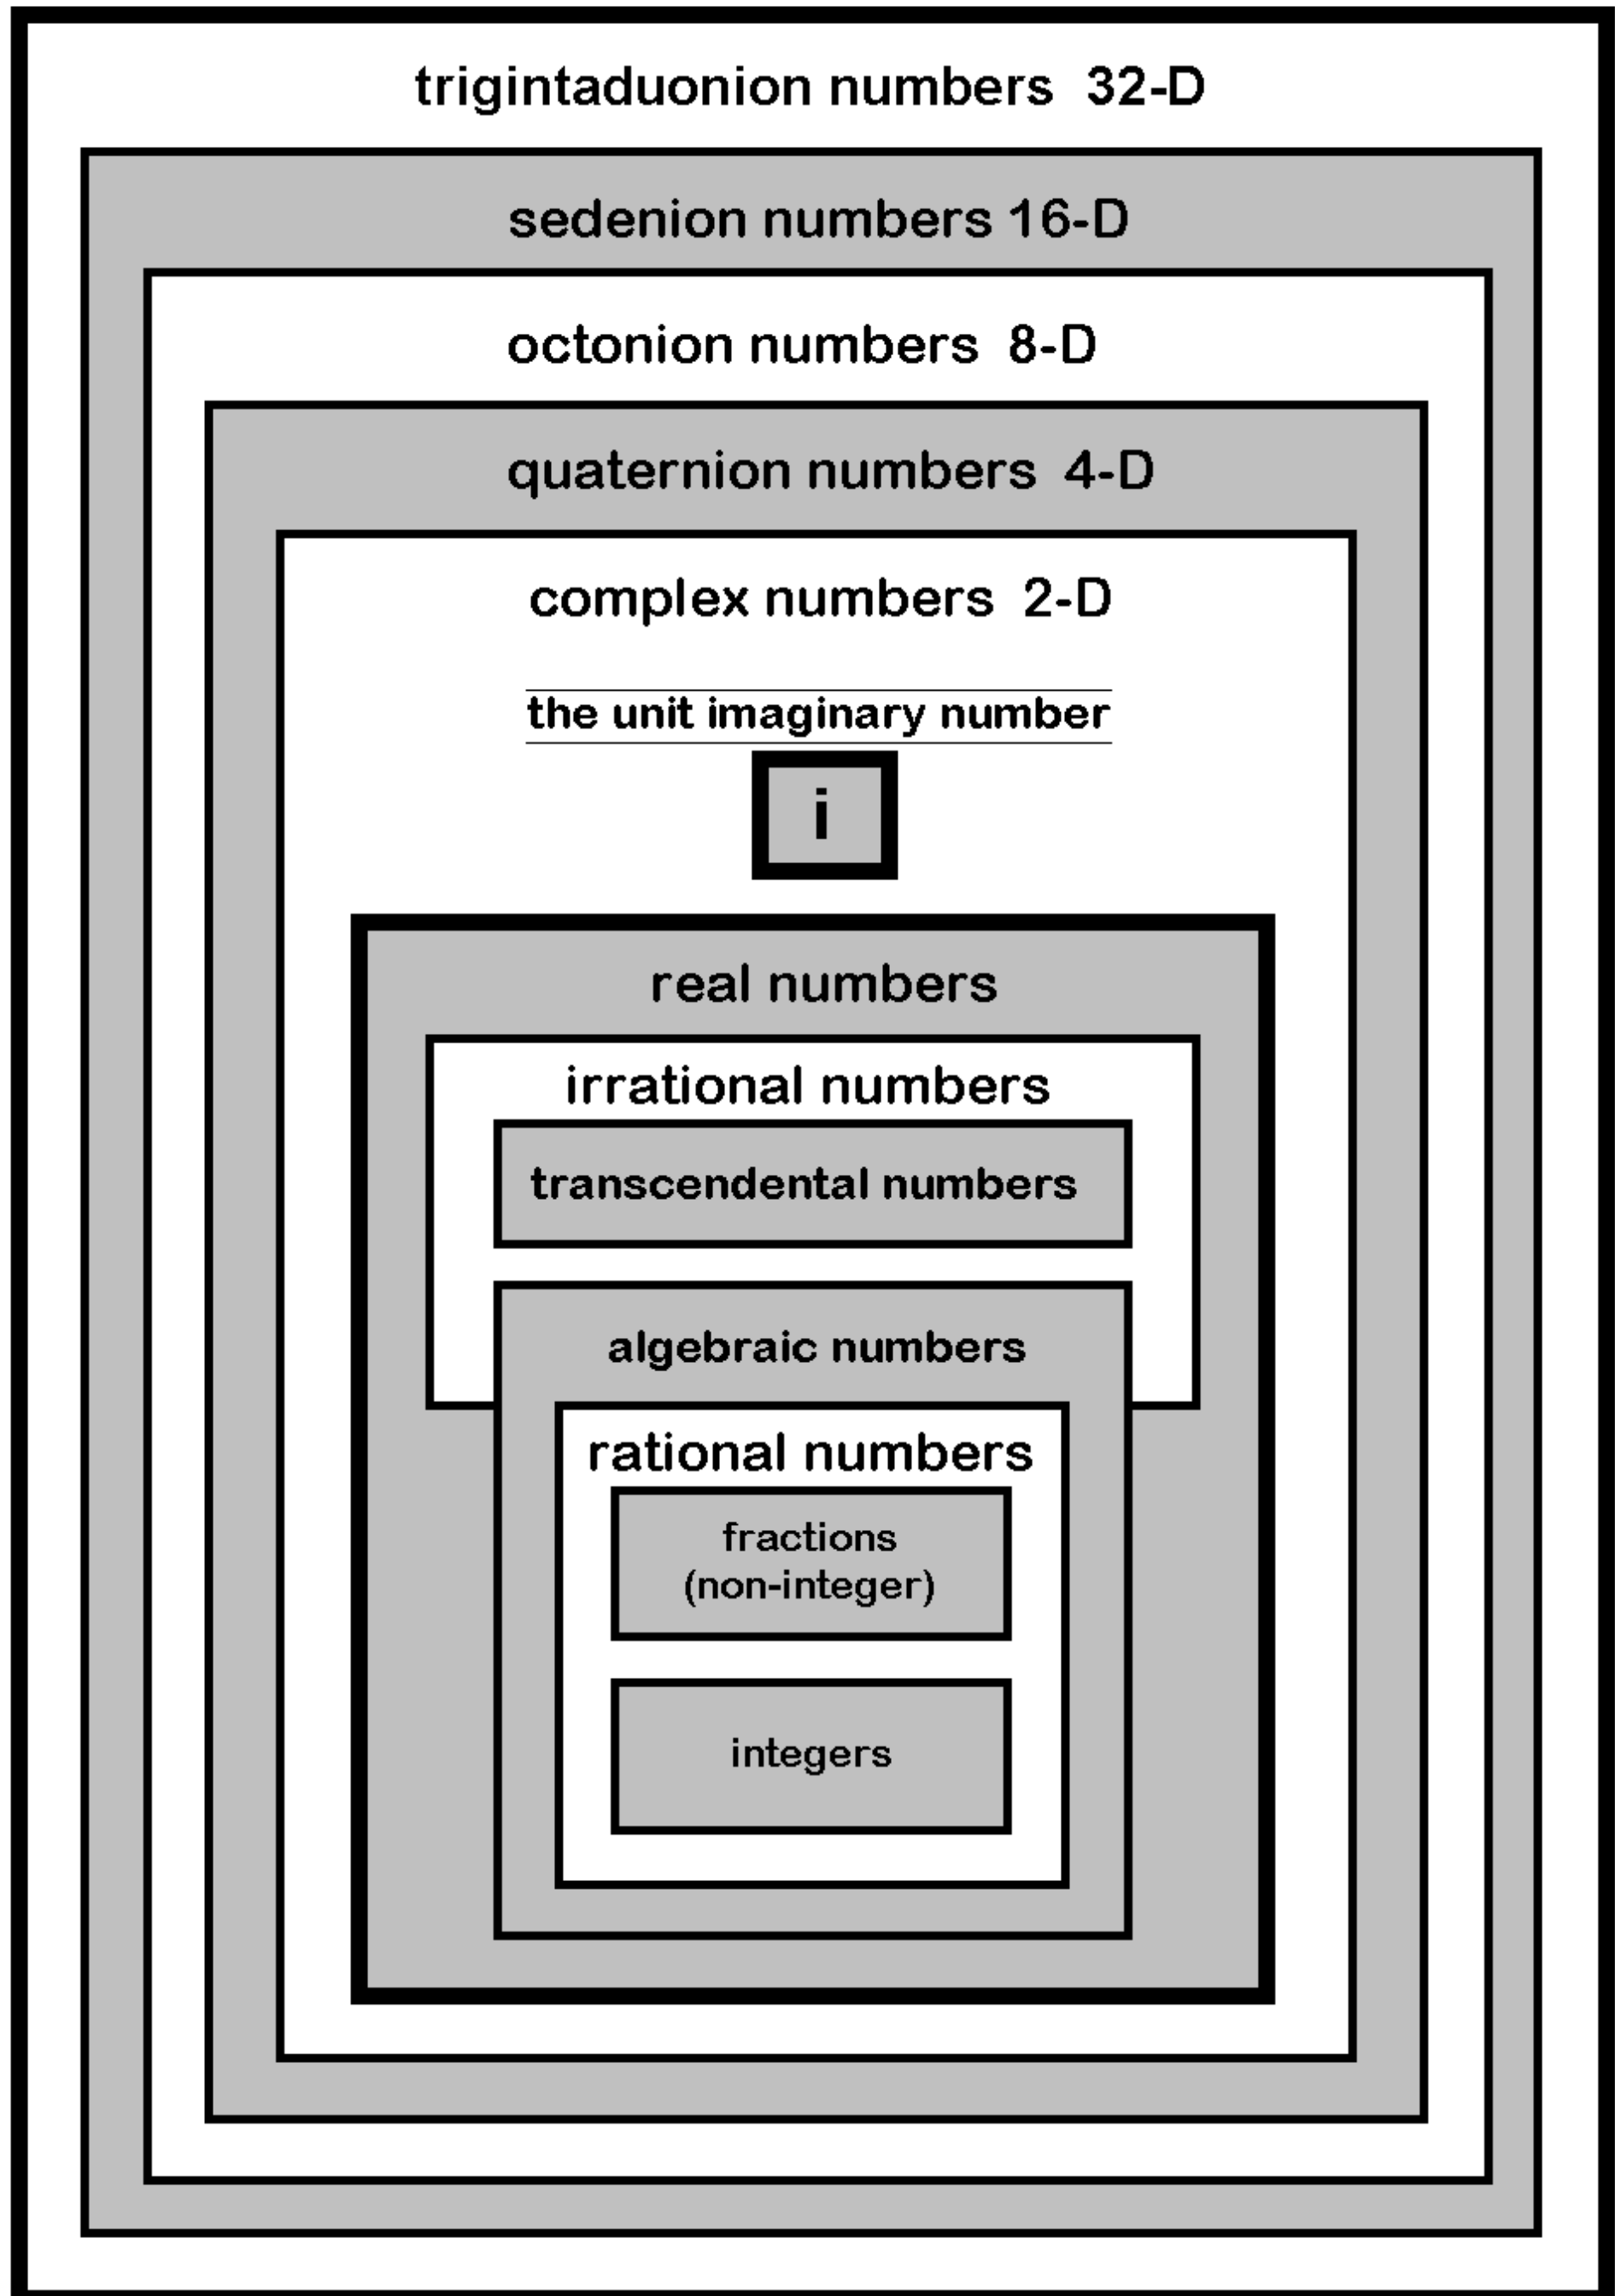 trigintaduonion numbers 32-D
sedenion numbers 16-D
octonion numbers 8-D
quaternion numbers 4-D
complex numbers 2-D
the unit imaginary number
i
real numbers
irrational numbers
transcendental numbers
algebraic numbers
rational numbers
fractions
(non-integer)
integers